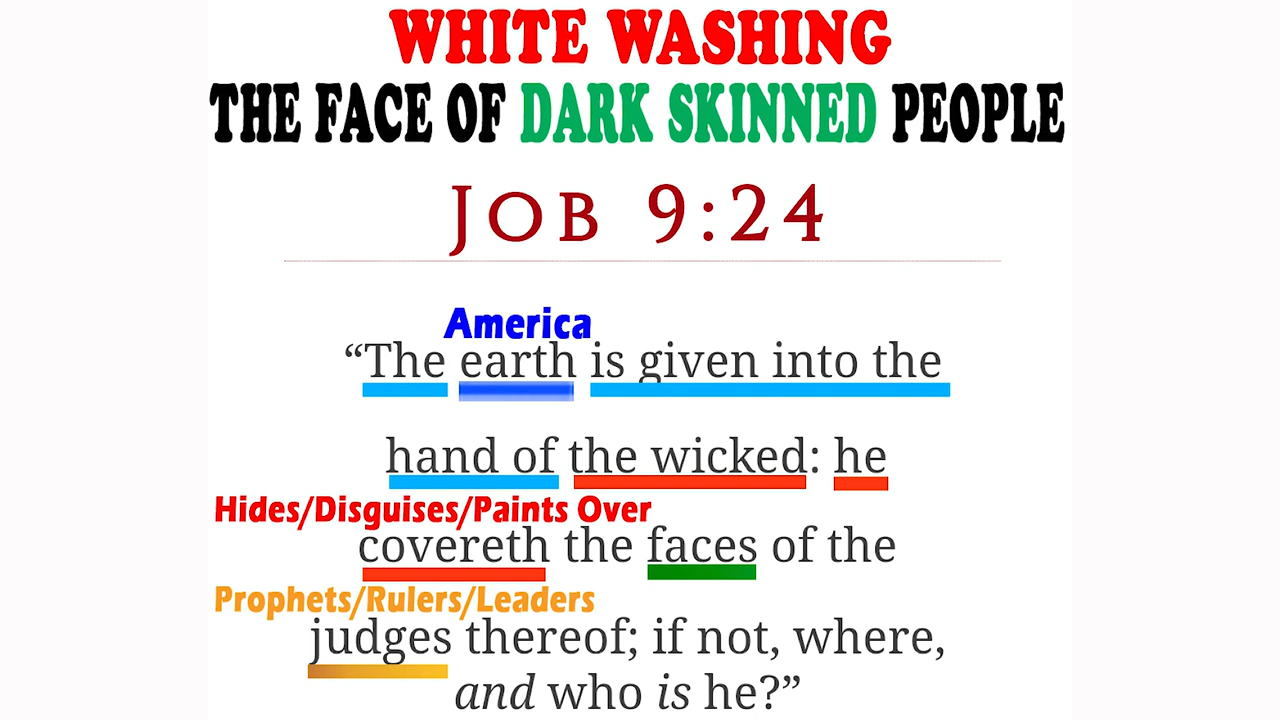 WHITE WASHING
THE FACE OF DARK SKINNED PEOPLE
JOB 9:24
America
“The earth is given into the
hand of the wicked: he
Hides/Disguises/Paints Over
covereth the faces of the
Prophets/Rulers/Leaders
judges thereof; if not, where,
and who is he?”